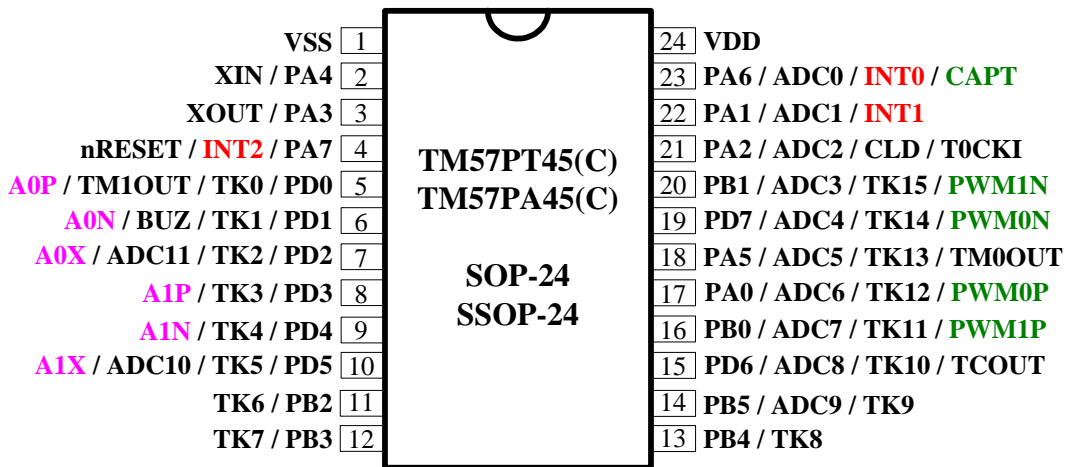 VSS 1
XIN / PA4 2
XOUT / PA3 3
nRESET / INT2 / PA7 4
A0P / TM1OUT / TK0 / PD0 5
A0N / BUZ / TK1 / PD1 6
A0X / ADC11 / TK2 / PD2 7
A1P / TK3 / PD3 8
A1N / TK4 / PD4 9
A1X / ADC10 / TK5 / PD5 10
TK6 / PB2 11
TK7 / PB3 12
TM57PT45(C)
TM57PA45(C)
SOP-24
SSOP-24
24 VDD
23 PA6 / ADC0 / INT0 / CAPT
22 PA1 / ADC1 / INT1
21 PA2 / ADC2 / CLD / T0CKI
20 PB1 / ADC3 / TK15 / PWM1N
19 PD7 / ADC4 / TK14 / PWM0N
18 PA5 / ADC5 / TK13 / TM0OUT
17 PA0 / ADC6 / TK12 / PWM0P
16 PB0 / ADC7 / TK11 / PWM1P
15 PD6 / ADC8 / TK10 / TCOUT
14 PB5 / ADC9 / TK9
13 PB4 / TK8